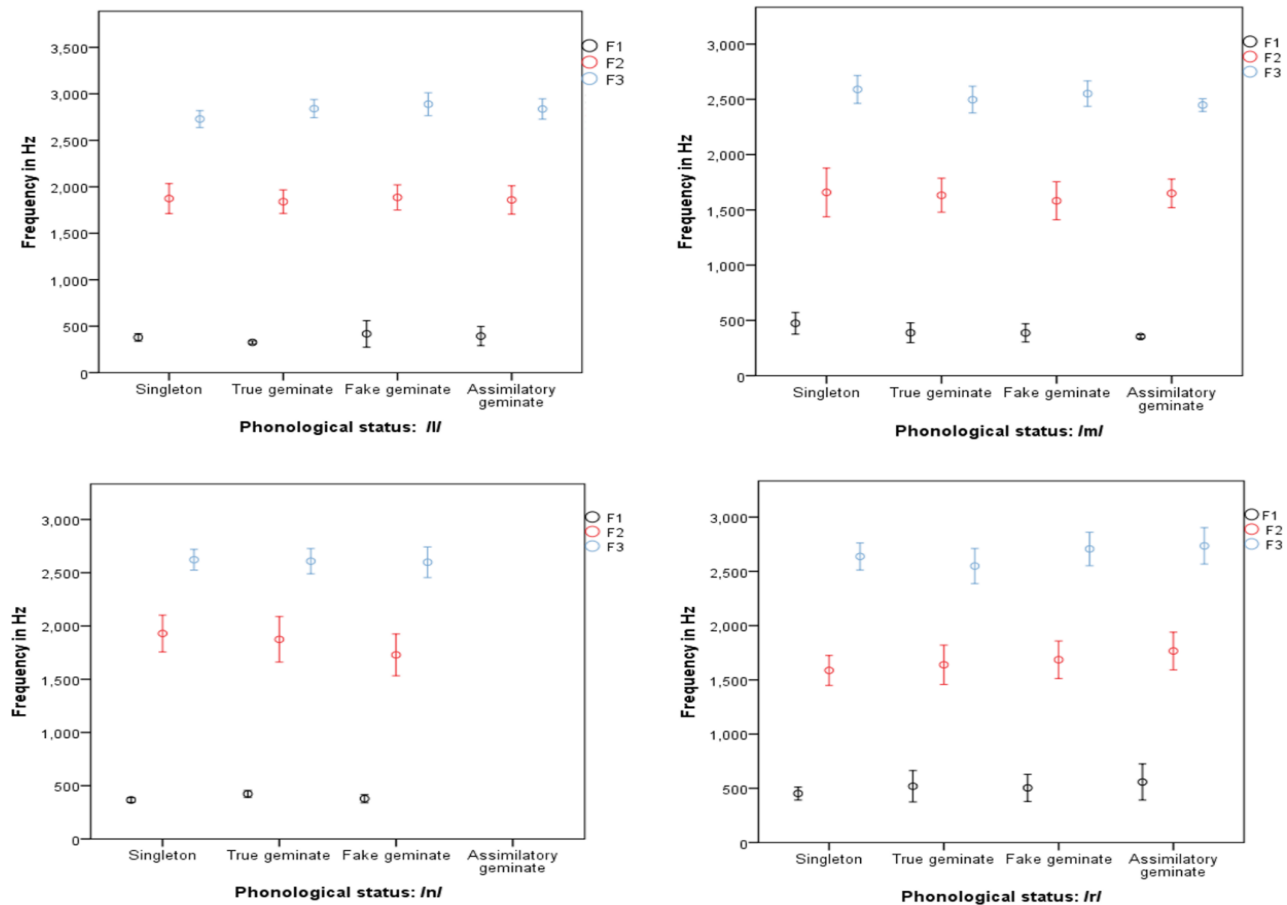 3,500
3,000
2,500
2,000
1,500
1,000
500
0
Frequency in Hz
F1
F2
F3
Singleton
True geminate
Fake geminate
Assimilatory
geminate
Phonological status: /l/
3,000
2,500
2,000
1,500
1,000
500
0
Frequency in Hz
F1
F2
F3
Singleton
True geminate
Fake geminate
Assimilatory
geminate
Phonological status: /m/
3,000
2,500
2,000
1,500
1,000
500
0
Frequency in Hz
F1
F2
F3
Singleton
True geminate
Fake geminate
Assimilatory
geminate
Phonological status: /n/
3,000
2,500
2,000
1,500
1,000
500
0
Frequency in Hz
F1
F2
F3
Singleton
True geminate
Fake geminate
Assimilatory
geminate
Phonological status: /r/